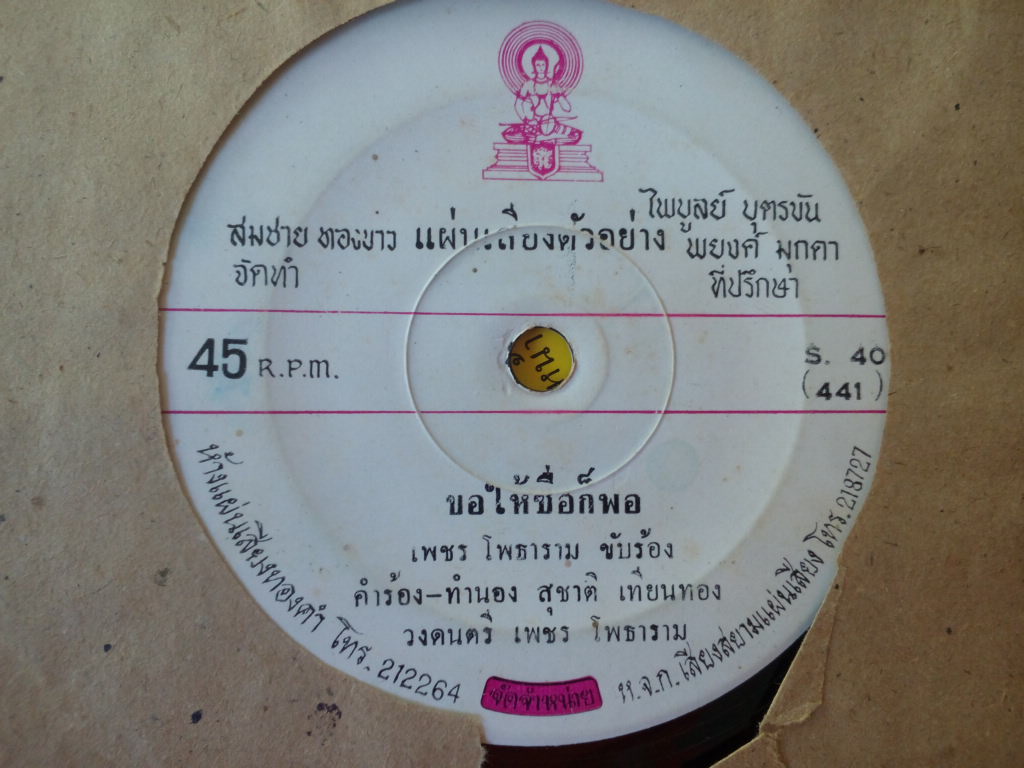 ไพบูลย์ บุตรขัน
สมชาย ทองขาว แผ่นเสียงตัวอย่าง พยงค์ มุกดา
จัดทำ ที่ปรึกษา
45 R.P.M. S. 40
(441)
ขอให้ซื่อก็พอ
เพชร โพธาราม ขับร้อง
คำร้อง-ทำนอง สุชาติ เทียนทอง
วงดนตรี เพชร โพธาราม
ห้างแผ่นเสียงทองคำ โทร. 212264
จัดจำหน่าย
ห.จ.ก. เสียงสยามแผ่นเสียง โทร. 218727